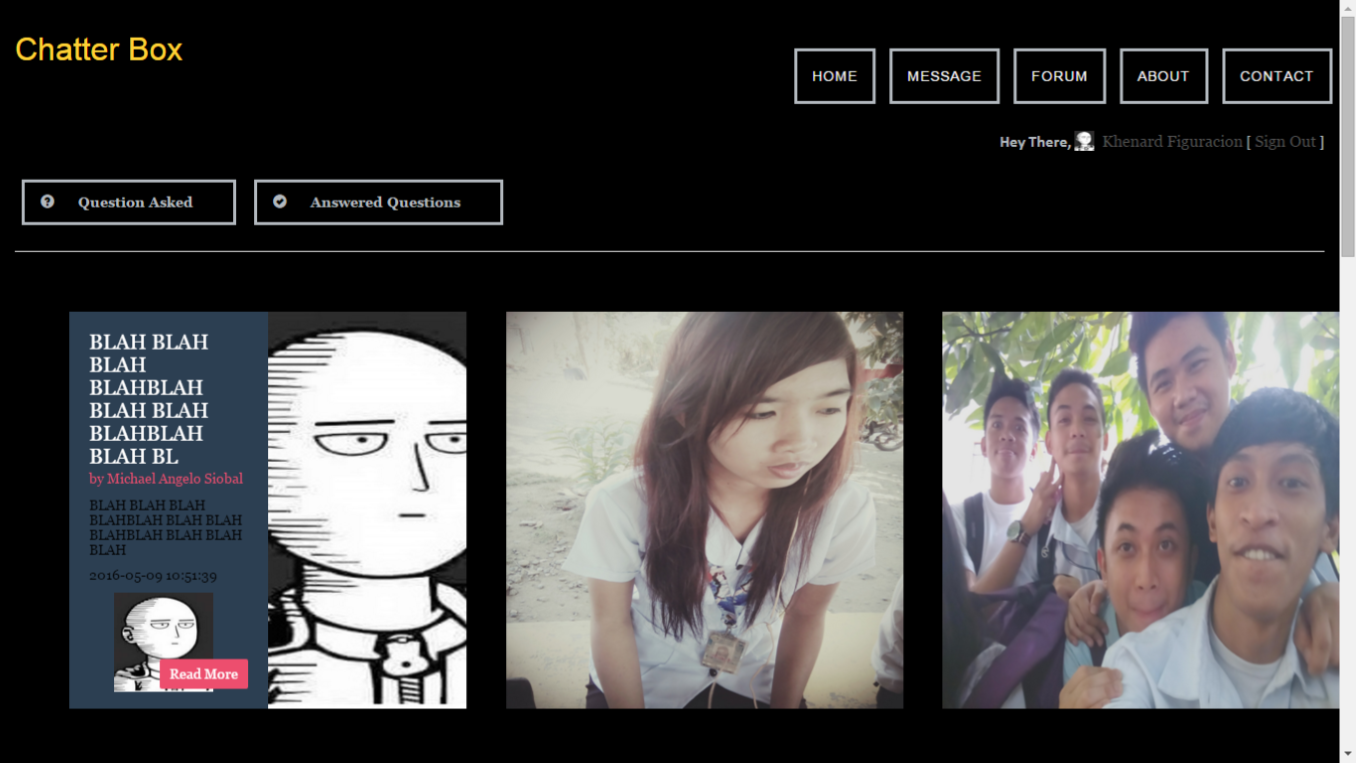 Chatter Box
HOME MESSAGE FORUM ABOUT CONTACT
Hey There, Khenard Figuracion [ Sign Out ]
Question Asked Answered Questions
BLAH BLAH
BLAH
BLAHBLAH
BLAH BLAH
BLAHBLAH
BLAH BL
by Michael Angelo Siobal
BLAH BLAH BLAH
BLAHBLAH BLAH BLAH
BLAHBLAH BLAH BLAH
BLAH
2016-05-09 10:51:39
Read More